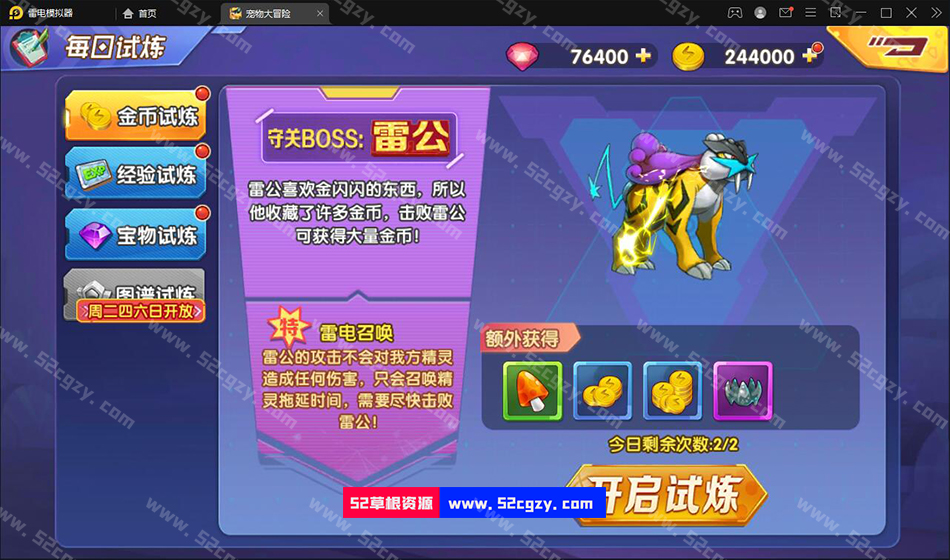 雷电模拟器
首页
宠物大冒险
每日试炼
76400
244000
金币试炼
经验试炼
EXP
宝物试炼
图谱试炼
周二四六日开放
守关BOSS: 雷公
雷公喜欢金闪闪的东西，所以
他收藏了许多金币，击败雷公
可获得大量金币！
特
雷电召唤
雷公的攻击不会对我方精灵
造成任何伤害，只会召唤精
灵拖延时间，需要尽快击败
雷公！
额外获得
今日剩余次数:2/2
开启试炼
52草根资源
www.52cgzy.com